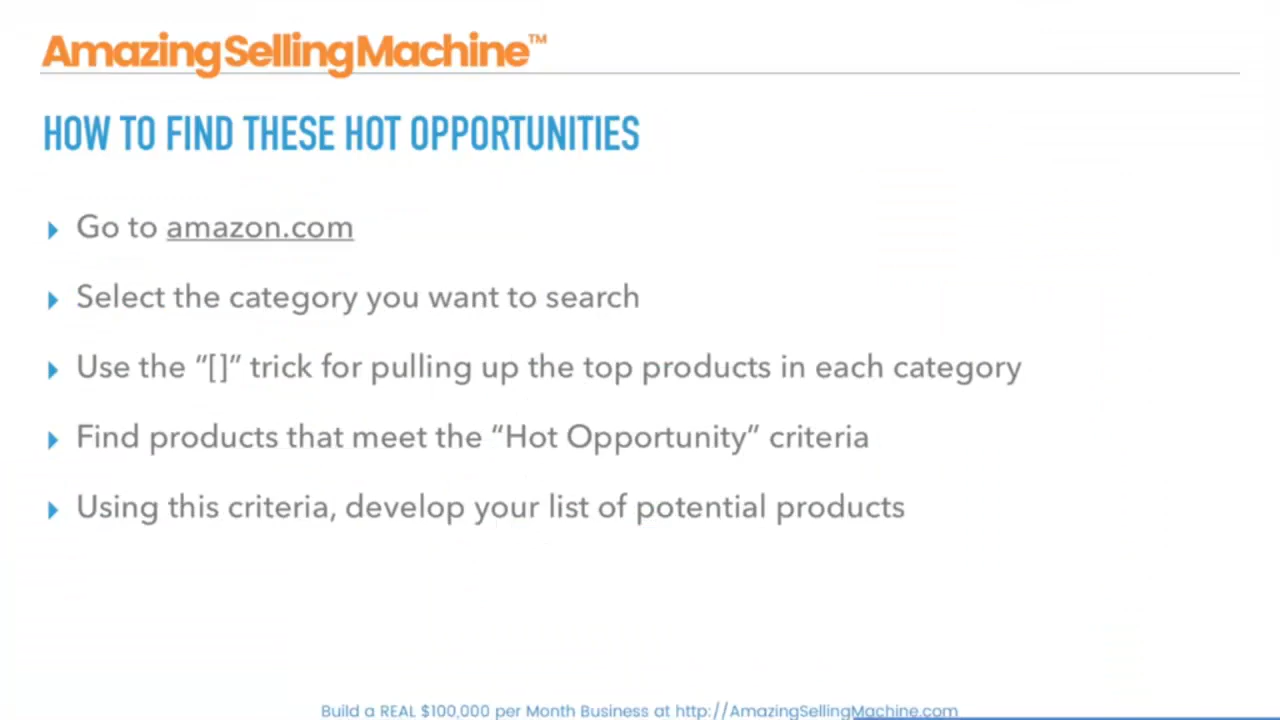 AmazingSellingMachine™
HOW TO FIND THESE HOT OPPORTUNITIES
Go to amazon.com
Select the category you want to search
Use the “[]” trick for pulling up the top products in each category
Find products that meet the “Hot Opportunity” criteria
Using this criteria, develop your list of potential products
Build a REAL $100,000 per Month Business at http://AmazingSellingMachine.com